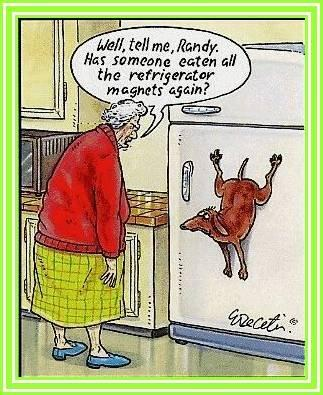 Well, tell me, Randy.
Has someone eaten all
the refrigerator
magnets again?